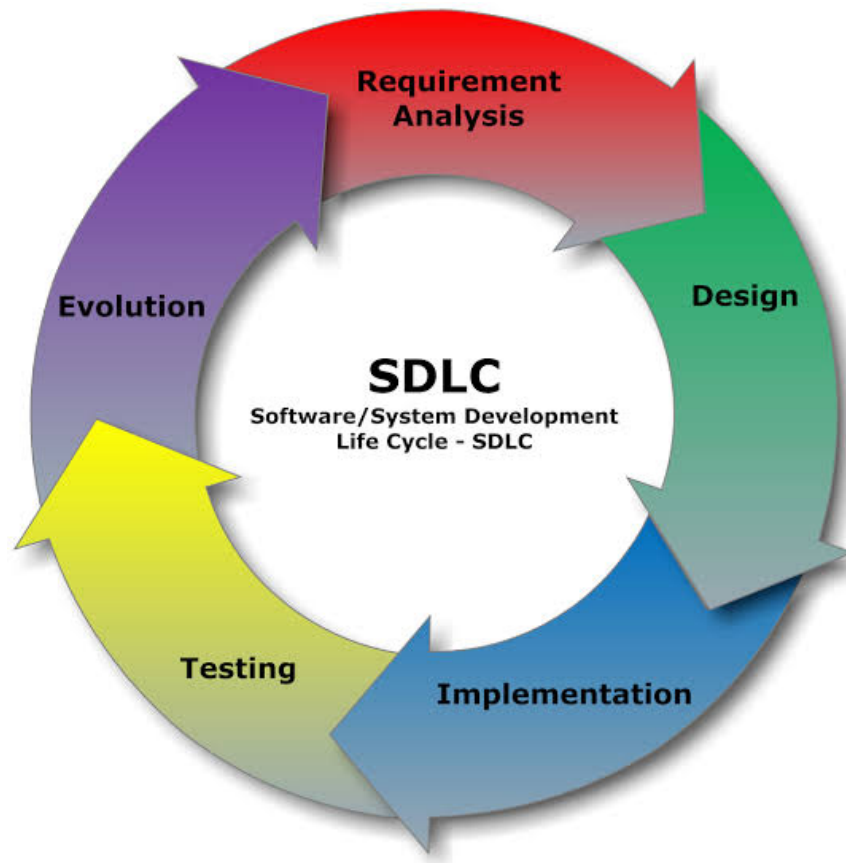 Requirement
Analysis
Design
Implementation
Testing
Evolution
SDLC
Software/System Development
Life Cycle - SDLC